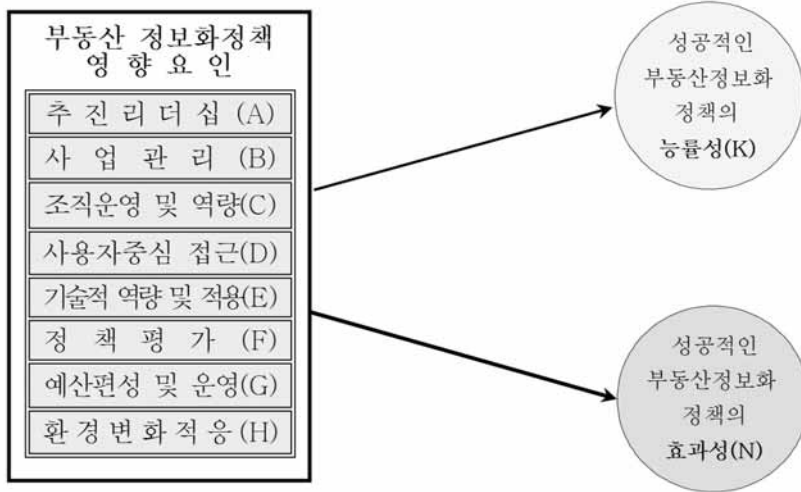 부동산 정보화정책
영 향 요 인
추 진 리 더 십 (A)
사 업 관 리 (B)
조직운영 및 역량(C)
사용자중심 접근(D)
기술적 역량 및 적용(E)
정 책 평 가 (F)
예산편성 및 운영(G)
환 경 변 화 적 응 (H)
성공적인
부동산정보화
정책의
능률성(K)
성공적인
부동산정보화
정책의
효과성(N)